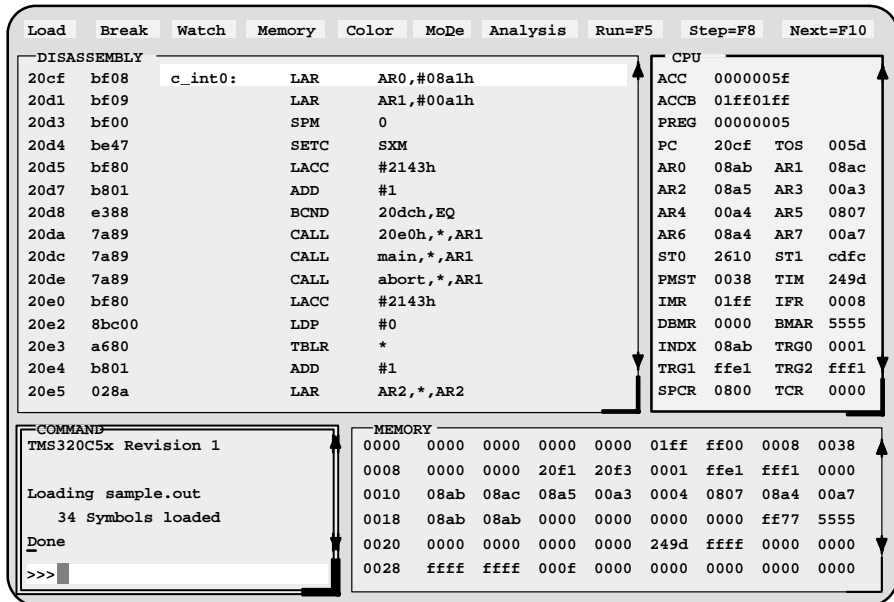 Load Break Watch Memory Color MoDe Analysis Run=F5 Step=F8 Next=F10
DISASSEMBLY
20cf bf08 c_int0: LAR AR0,#08a1h
20d1 bf09 LAR AR1,#00a1h
20d3 bf00 SPM 0
20d4 be47 SETC SXM
20d5 bf80 LACC #2143h
20d7 b801 ADD #1
20d8 e388 BCND 20dch,EQ
20da 7a89 CALL 20e0h,*,AR1
20dc 7a89 CALL main,*,AR1
20de 7a89 CALL abort,*,AR1
20e0 bf80 LACC #2143h
20e2 8bc00 LDP #0
20e3 a680 TBLR *
20e4 b801 ADD #1
20e5 028a LAR AR2,*,AR2
CPU
ACC 0000005f
ACCB 01ff01ff
PREG 00000005
PC 20cf TOS 005d
AR0 08ab AR1 08ac
AR2 08a5 AR3 00a3
AR4 00a4 AR5 0807
AR6 08a4 AR7 00a7
ST0 2610 ST1 cdfc
PMST 0038 TIM 249d
IMR 01ff IFR 0008
DBMR 0000 BMAR 5555
INDX 08ab TRG0 0001
TRG1 ffe1 TRG2 fff1
SPCR 0800 TCR 0000
COMMAND
TMS320C5x Revision 1
Loading sample.out
34 Symbols loaded
Done
>>>
MEMORY
0000 0000 0000 0000 0000 01ff ff00 0008 0038
0008 0000 0000 20f1 20f3 0001 ffe1 fff1 0000
0010 08ab 08ac 08a5 00a3 0004 0807 08a4 00a7
0018 08ab 08ab 0000 0000 0000 0000 ff77 5555
0020 0000 0000 0000 0000 249d ffff 0000 0000
0028 ffff ffff 000f 0000 0000 0000 0000 0000